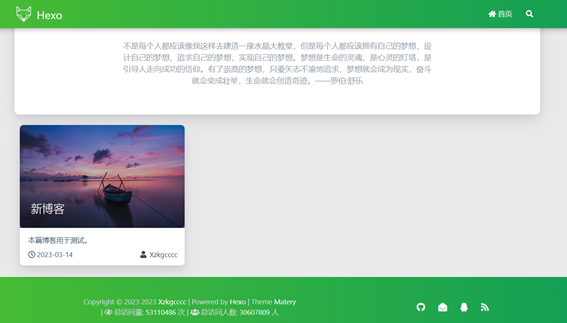 Hexo
首页
不是每个人都应该像我这样去建造一座水晶大教堂，但是每个人都应该拥有自己的梦想，设
计自己的梦想，追求自己的梦想，实现自己的梦想。梦想是生命的灵魂，是心灵的灯塔，是
引导人走向成功的信仰。有了崇高的梦想，只要矢志不渝地追求，梦想就会成为现实，奋斗
就会变成壮举，生命就会创造奇迹。——罗伯·舒乐
新博客
本篇博客用于测试。
2023-03-14 Xzkgcccc
Copyright © 2023 2023 Xzkgcccc | Powered by Hexo | Theme Matery
| 总访问量: 53110486 次 | 总访问人数: 30607809 人